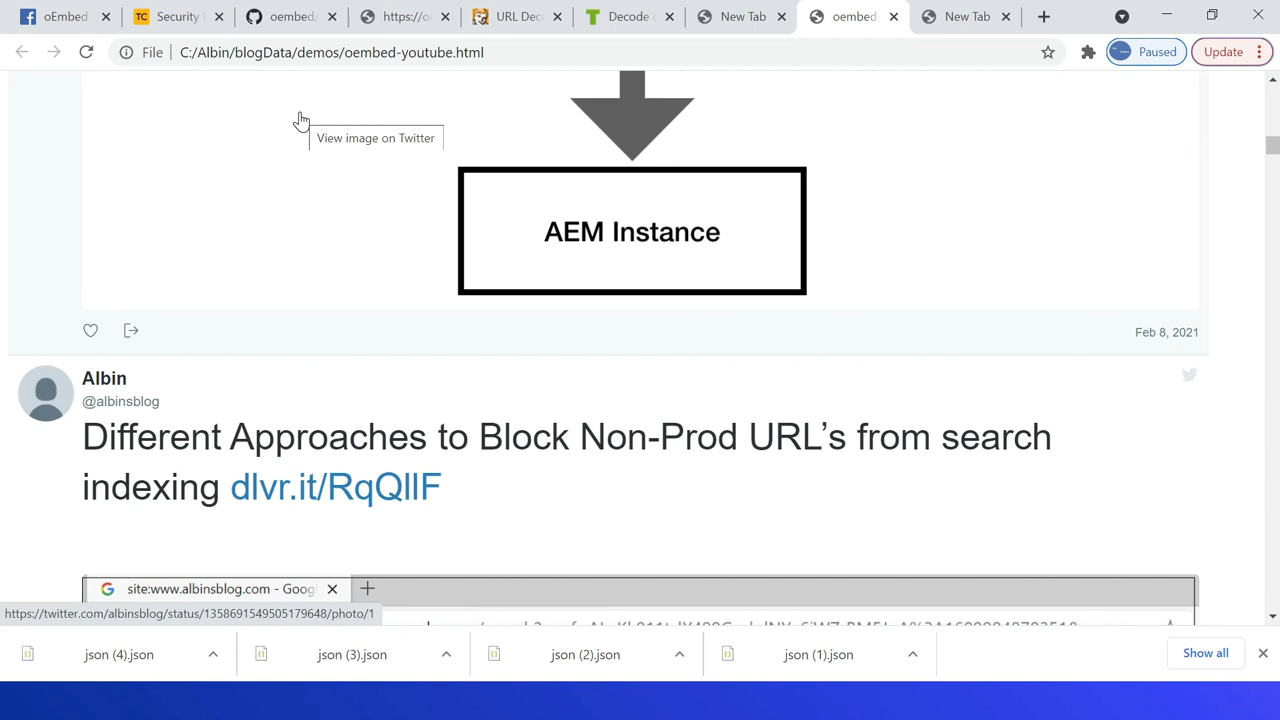 oEmbed
Security
oembed/
https://o
URL Dec
Decode
New Tab
oembed-
New Tab
File
C:/Albin/blogData/demos/oembed-youtube.html
Paused
Update
View image on Twitter
AEM Instance
Feb 8, 2021
Albin
@albinsblog
Different Approaches to Block Non-Prod URL’s from search
indexing dlvr.it/RqQllF
site:www.albinsblog.com - Goog
https://twitter.com/albinsblog/status/1358691549505179648/photo/1
json (4).json
json (3).json
json (2).json
json (1).json
Show all